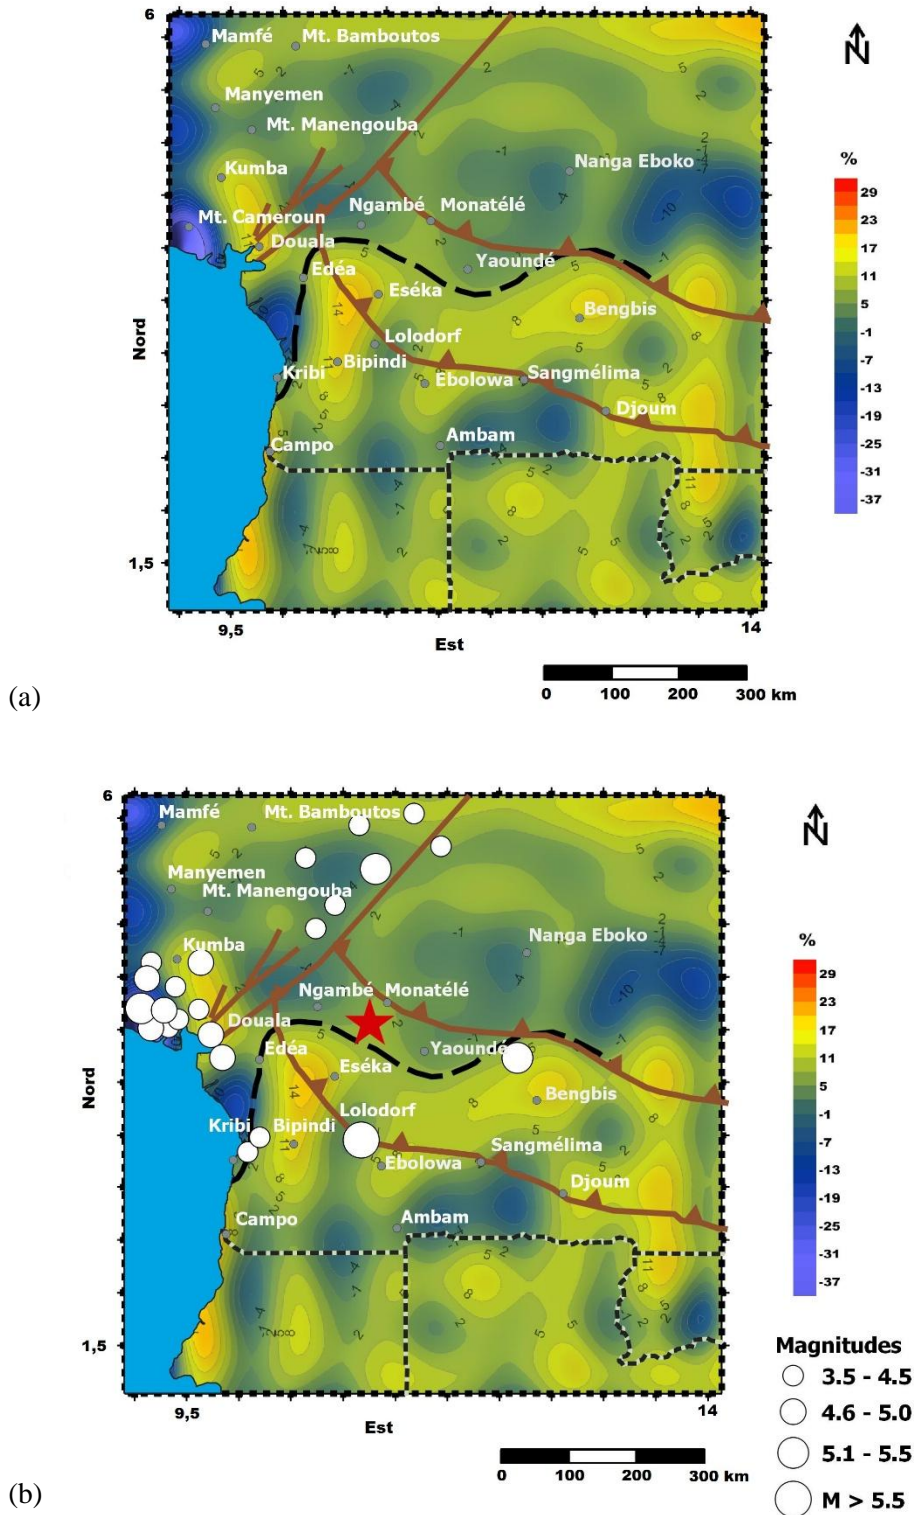 6
Mamfé
Mt. Bamboutos
N
Manyemen
Mt. Manengouba
%
Kumba
Nanga Eboko
29
23
17
11
5
-1
-7
-13
-19
-25
-31
-37
Ngambé
Monatélé
Mt. Cameroun
Douala
Edéa
Yaoundé
Eséka
Bengbis
Nord
Lolodorf
Kribi
Bipindi
Ebolowa
Sangmélima
Djoum
Campo
Ambam
1,5
9,5
14
Est
0 100 200 300 km
(a)
6
Mamfé
Mt. Bamboutos
N
Manyemen
Mt. Manengouba
Kumba
Nanga Eboko
%
29
23
17
11
5
-1
-7
-13
-19
-25
-31
-37
Ngambé
Monatélé
Douala
Edéa
Yaoundé
Eséka
Nord
Bengbis
Lolodorf
Kribi
Bipindi
Sangmélima
Ebolowa
Djoum
Campo
Ambam
1,5
9,5
14
Est
Magnitudes
3.5 - 4.5
4.6 - 5.0
5.1 - 5.5
M > 5.5
0 100 200 300 km
(b)